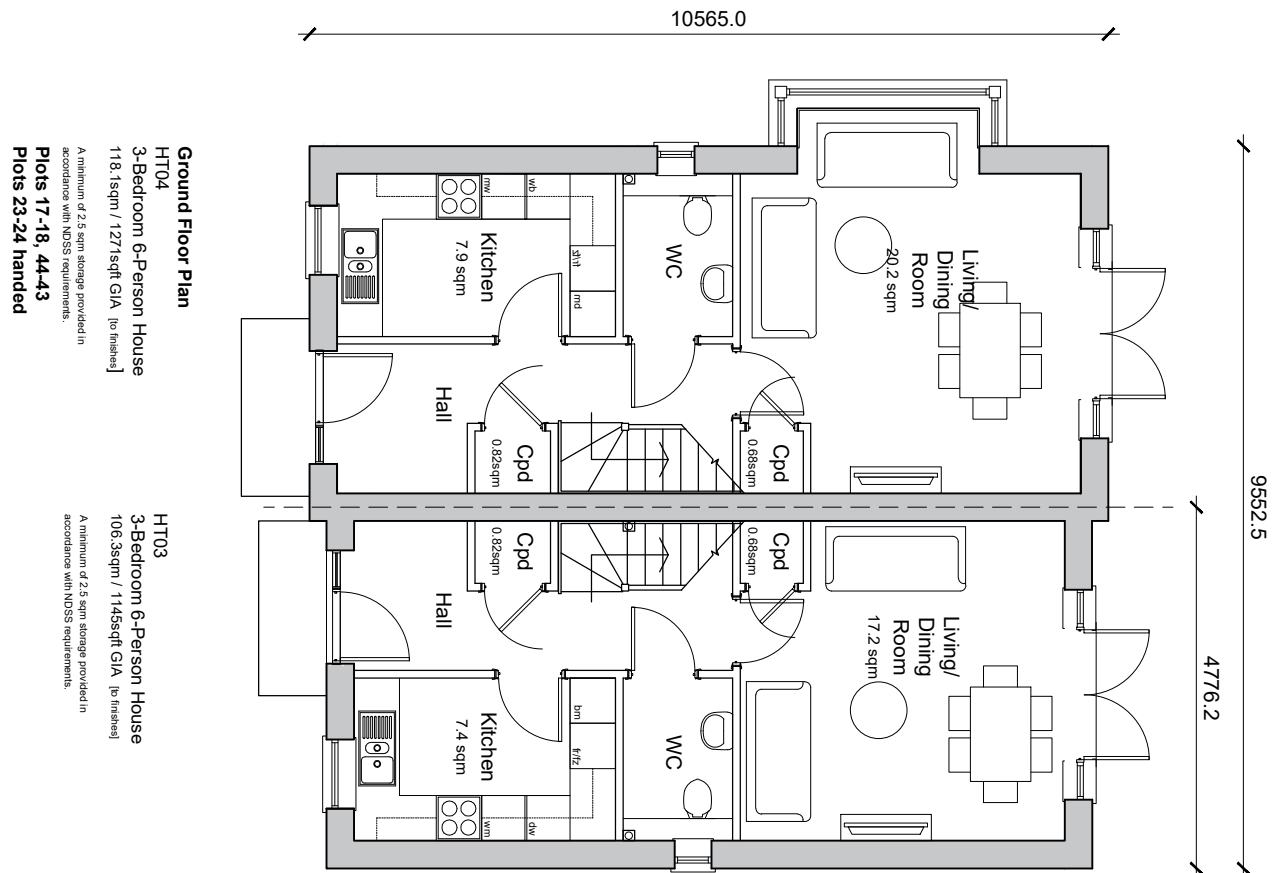 10565.0
9552.5
4776.2
Ground Floor Plan
HT04
3-Bedroom 6-Person House
118.1sqm / 1271sqft GIA [to finishes]
A minimum of 2.5 sqm storage provided in
accordance with NDSS requirements.
Plots 17-18, 44-43
Plots 23-24 handed
Kitchen
7.9 sqm
mw
wb
md
WC
Living/
Dining
Room
20.2 sqm
Hall
Cpd
0.82sqm
Cpd
0.68sqm
HT03
3-Bedroom 6-Person House
106.3sqm / 1145sqft GIA [to finishes]
A minimum of 2.5 sqm storage provided in
accordance with NDSS requirements.
Cpd
0.82sqm
Cpd
0.68sqm
Hall
Kitchen
7.4 sqm
bm
fr/fz
wm
dw
WC
Living/
Dining
Room
17.2 sqm